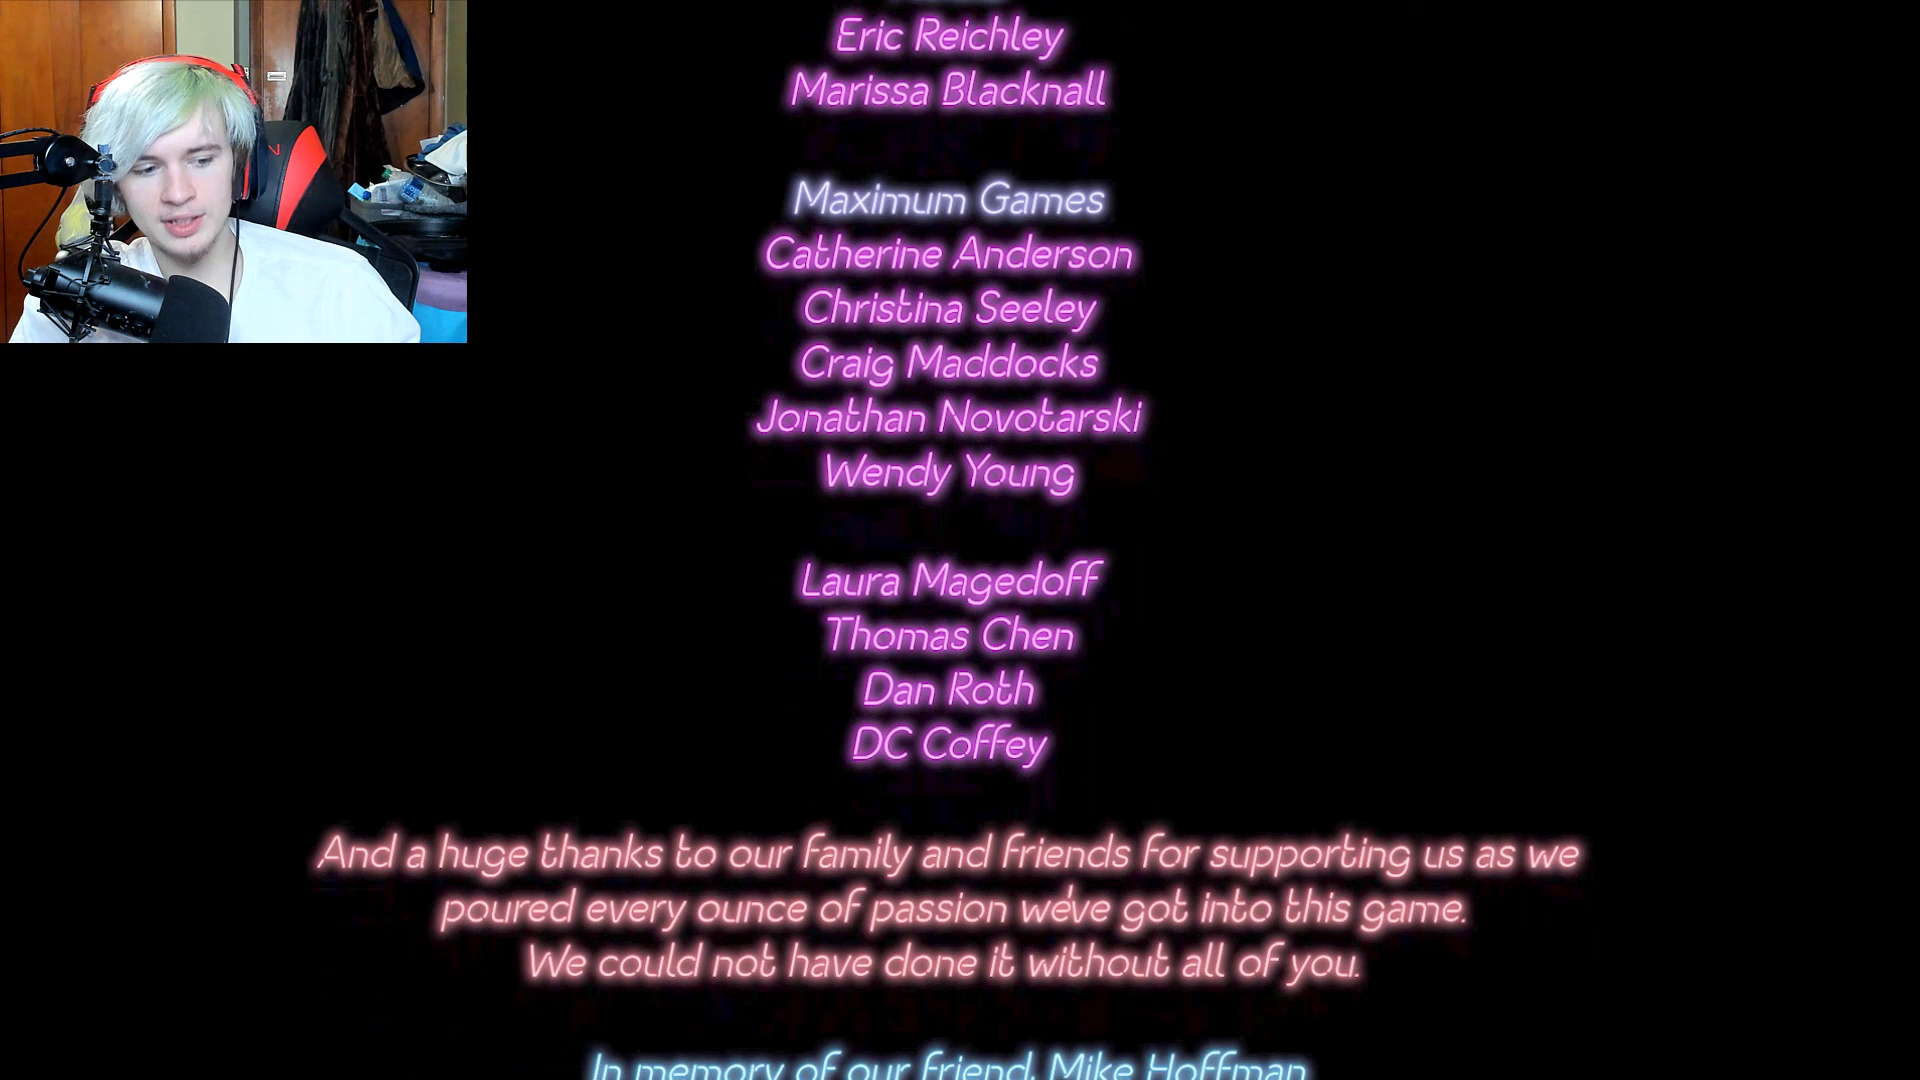 Eric Reichley
Marissa Blacknall
Maximum Games
Catherine Anderson
Christina Seeley
Craig Maddocks
Jonathan Novotarski
Wendy Young
Laura Magedoff
Thomas Chen
Dan Roth
DC Coffey
And a huge thanks to our family and friends for supporting us as we
poured every ounce of passion we've got into this game.
We could not have done it without all of you.
In memory of our friend, Mike Hoffman